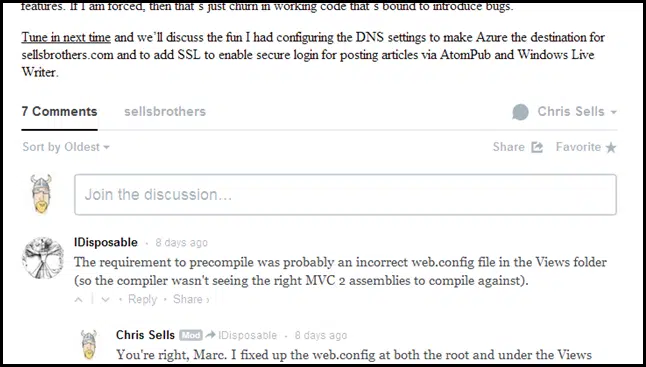 features. If I am forced, then that's just churn in working code that's bound to introduce bugs.
Tune in next time and we'll discuss the fun I had configuring the DNS settings to make Azure the destination for
sellsbrothers.com and to add SSL to enable secure login for posting articles via AtomPub and Windows Live
Writer.
7 Comments sellsbrothers Chris Sells
Sort by Oldest Share Favorite
Join the discussion...
IDisposable - 8 days ago
The requirement to precompile was probably an incorrect web.config file in the Views folder
(so the compiler wasn't seeing the right MVC 2 assemblies to compile against).
• Reply • Share ›
Chris Sells Mod IDisposable - 8 days ago
You're right, Marc. I fixed up the web.config at both the root and under the Views